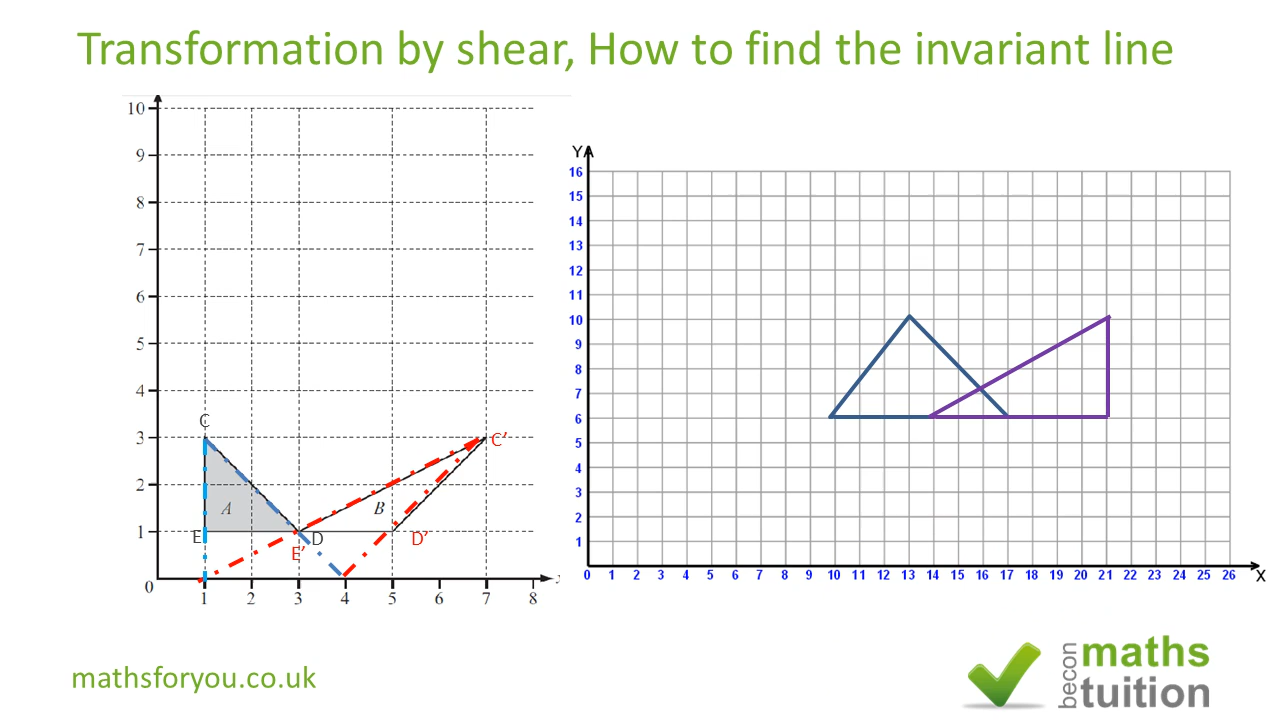 Transformation by shear, How to find the invariant line
10
9
8
7
6
5
4
3
2
1
0
1 2 3 4 5 6 7 8
C
E
A
D
E’
B
C’
D’
Y
16
15
14
13
12
11
10
9
8
7
6
5
4
3
2
1
0 1 2 3 4 5 6 7 8 9 10 11 12 13 14 15 16 17 18 19 20 21 22 23 24 25 26
X
mathsforyou.co.uk
becon
maths
tuition